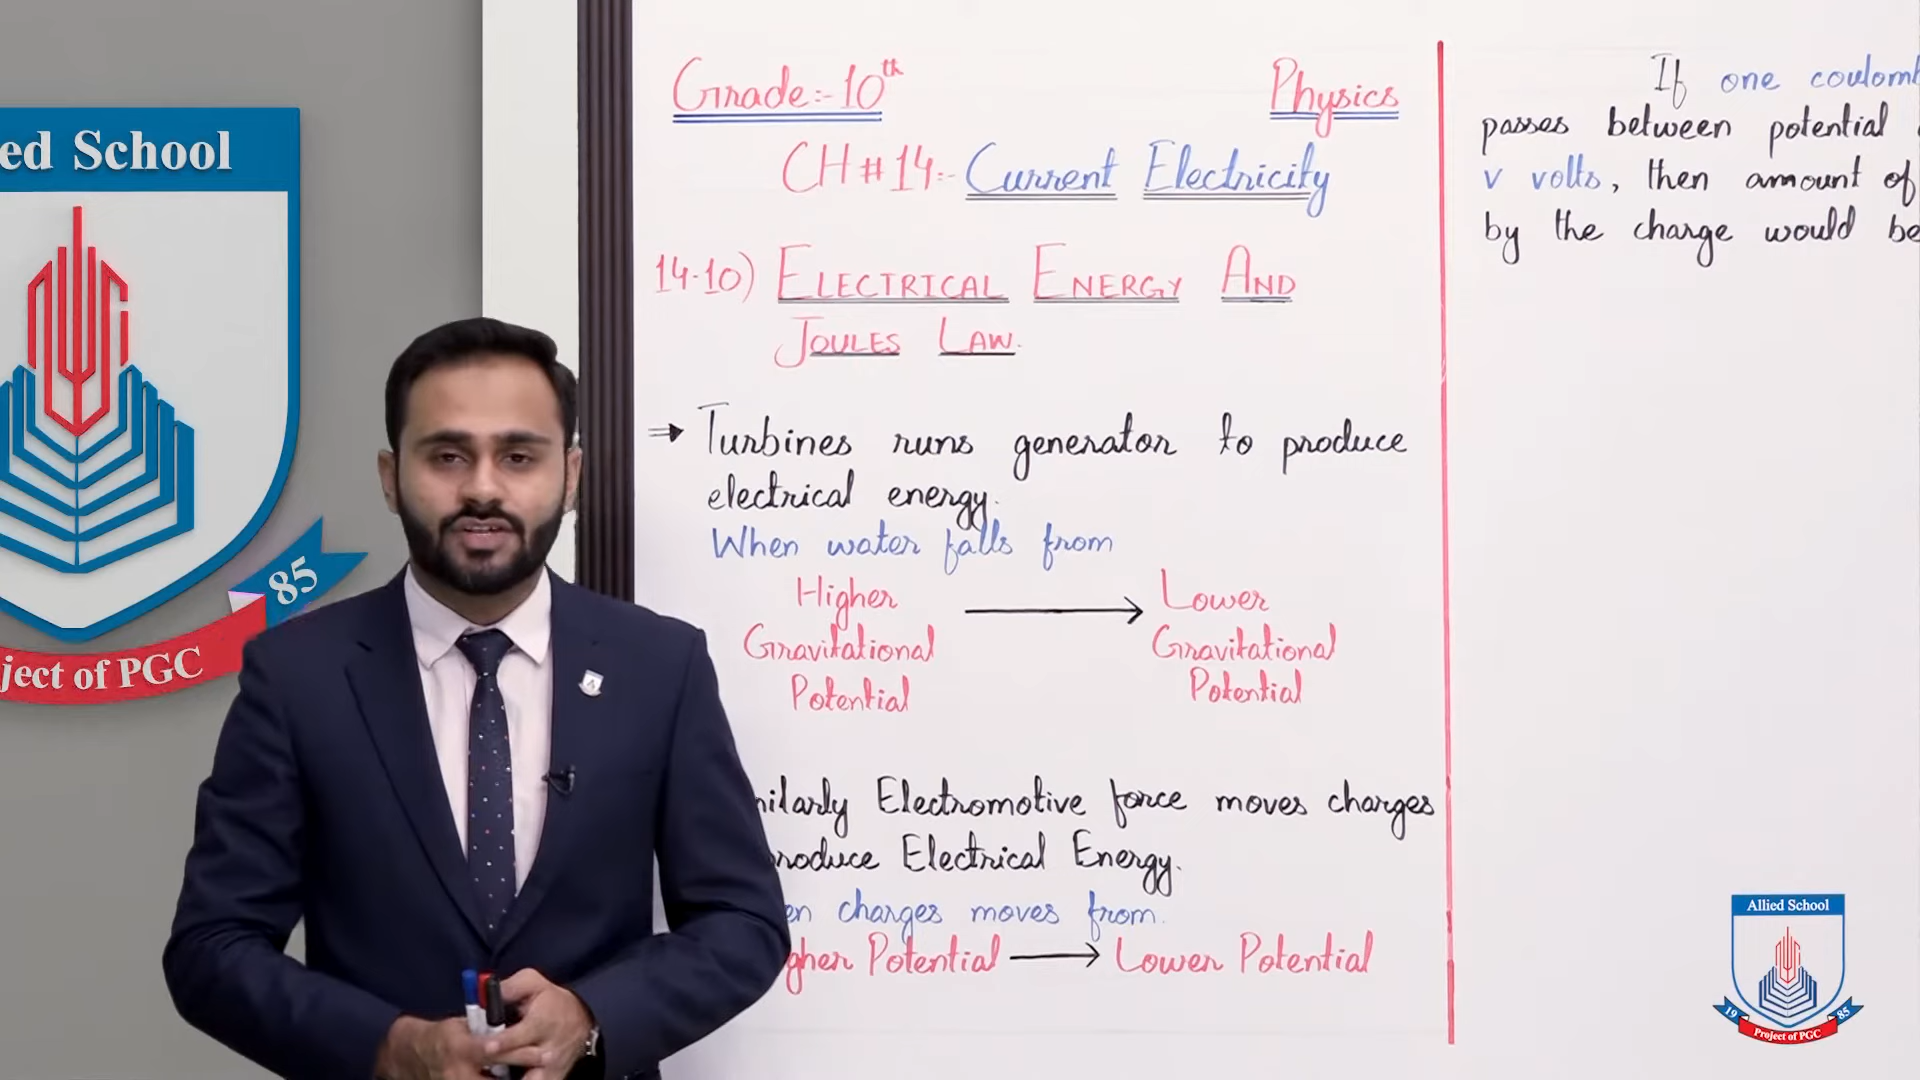 ed School
85
ject of PGC
Grade:- 10th
Physics
CH # 14:- Current Electricity
14.10) ELECTRICAL ENERGY AND
JOULES LAW.
⇒ Turbines runs generator to produce
electrical energy.
When water falls from
Higher
Gravitational
Potential
→
Lower
Gravitational
Potential
nilarly Electromotive force moves charges
produce Electrical Energy.
en charges moves from.
gher Potential → Lower Potential
If one coulomb
passes between potential
v volts, then amount of
by the charge would be
Allied School
19
85
Project of PGC